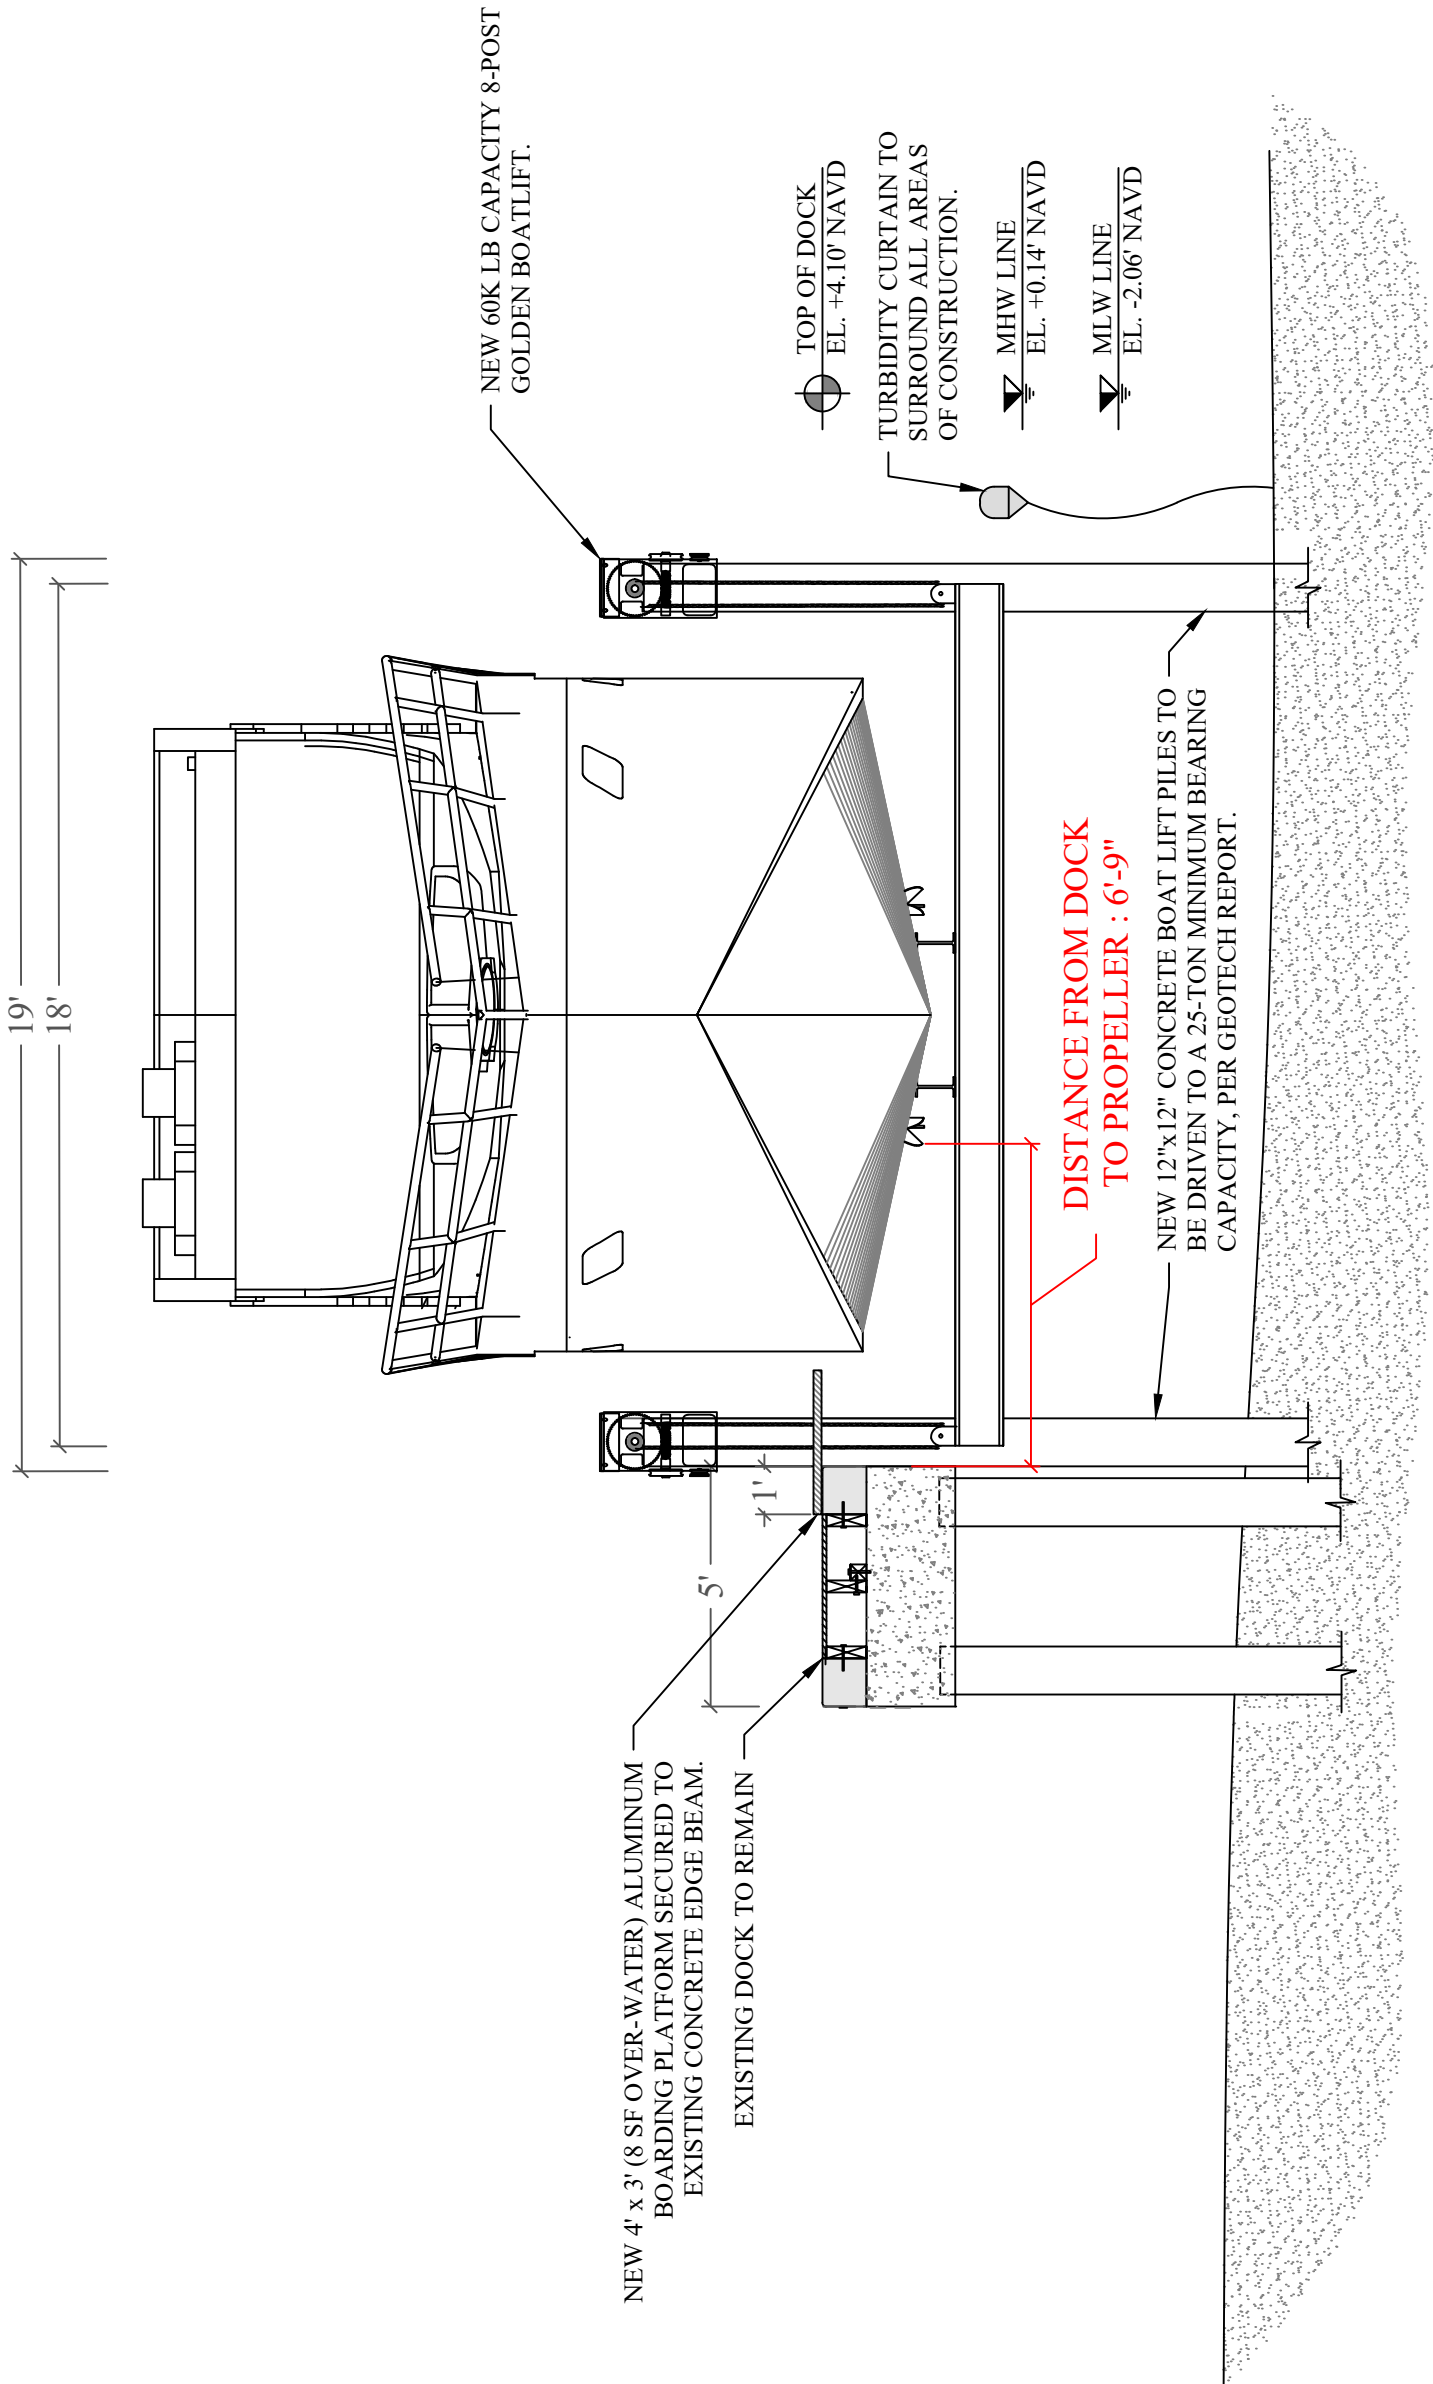 19'
18'
NEW 60K LB CAPACITY 8-POST
GOLDEN BOATLIFT.
TOP OF DOCK
EL. +4.10' NAVD
TURBIDITY CURTAIN TO
SURROUND ALL AREAS
OF CONSTRUCTION.
MHW LINE
EL. +0.14' NAVD
MLW LINE
EL. -2.06' NAVD
NEW 4' x 3' (8 SF OVER-WATER) ALUMINUM
BOARDING PLATFORM SECURED TO
EXISTING CONCRETE EDGE BEAM.
EXISTING DOCK TO REMAIN
5'
1'
DISTANCE FROM DOCK
TO PROPELLER : 6'-9"
NEW 12"x12" CONCRETE BOAT LIFT PILES TO
BE DRIVEN TO A 25-TON MINIMUM BEARING
CAPACITY, PER GEOTECH REPORT.